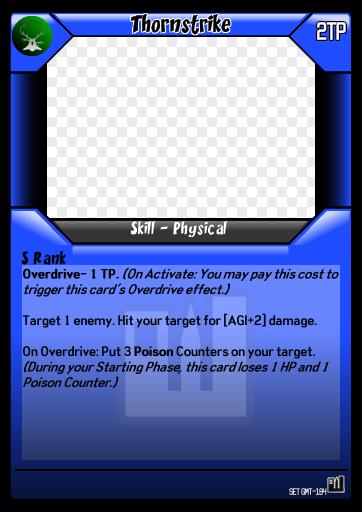 Thornstrike
2TP
Skill - Physical
S Rank
Overdrive- 1 TP. (On Activate: You may pay this cost to
trigger this card's Overdrive effect.)
Target 1 enemy. Hit your target for [AGI+2] damage.
On Overdrive: Put 3 Poison Counters on your target.
(During your Starting Phase, this card loses 1 HP and 1
Poison Counter.)
SET GMT-184